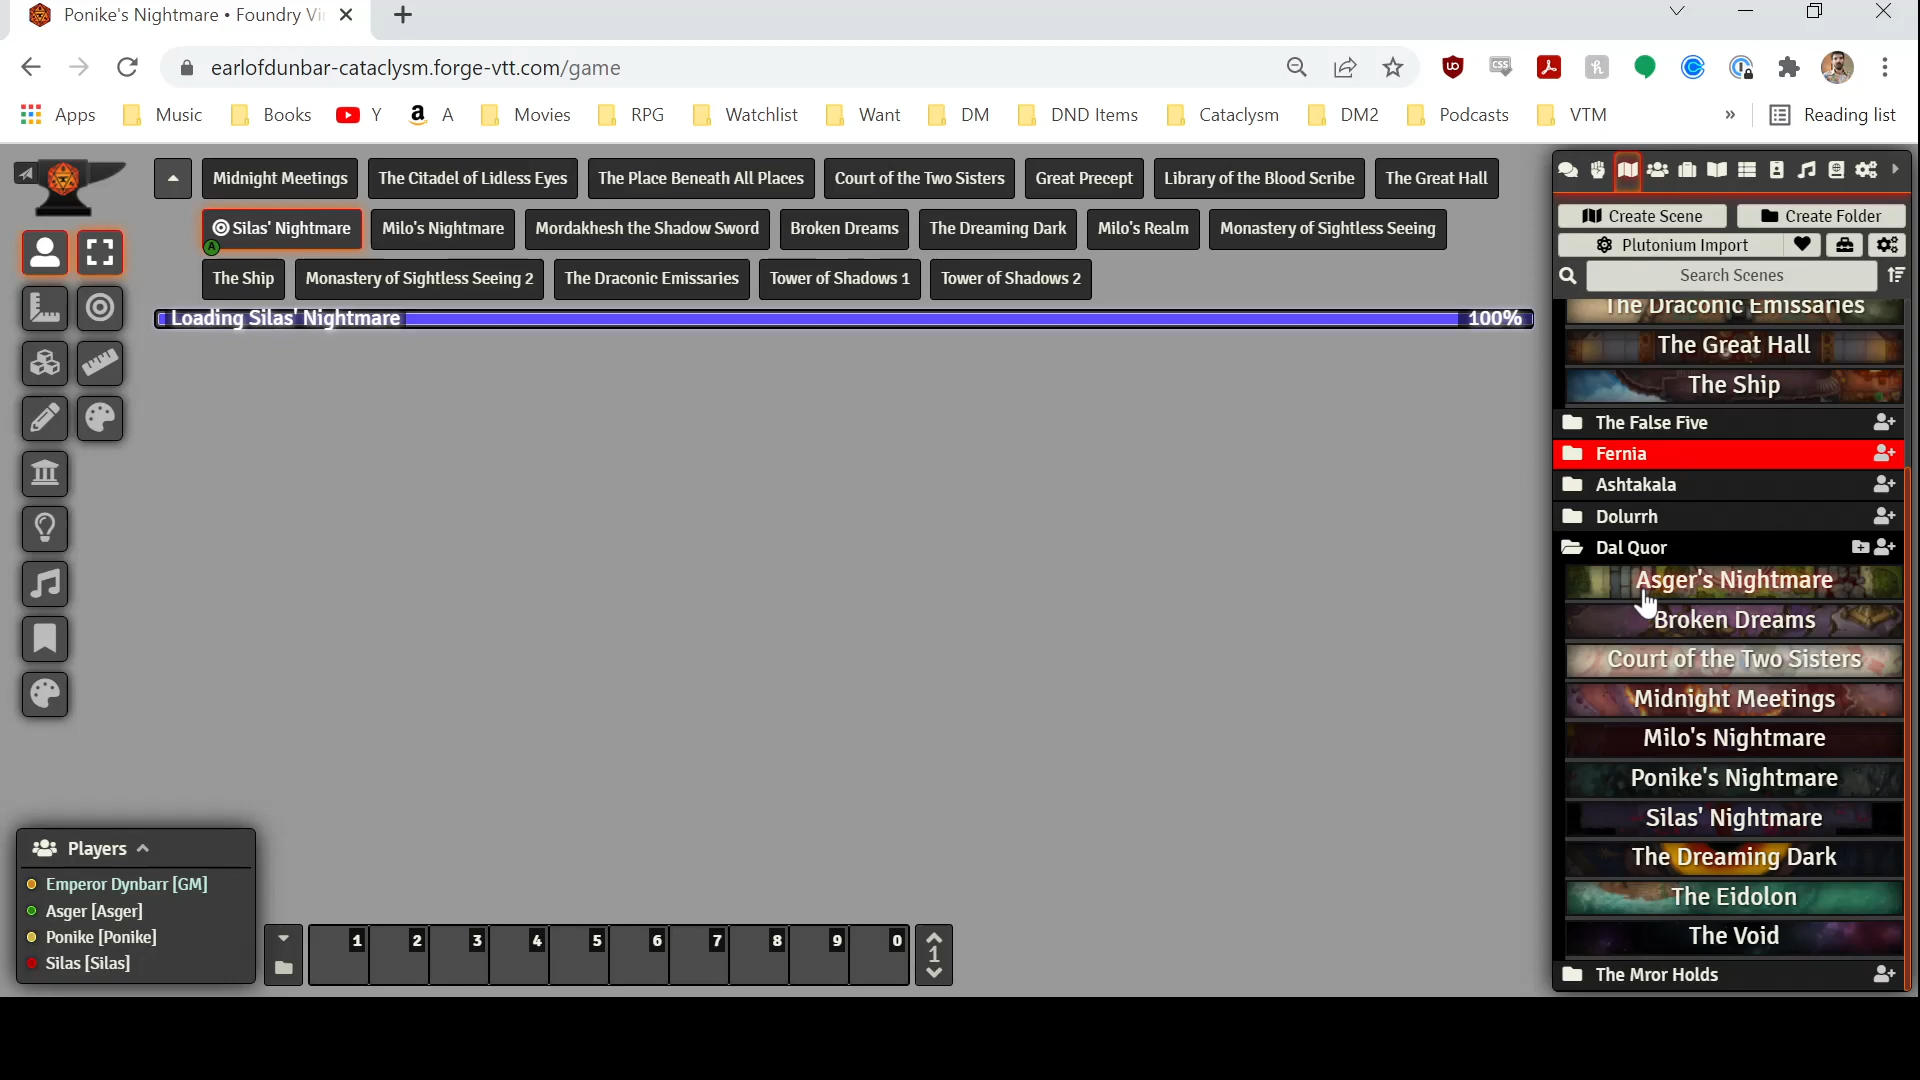 Ponike's Nightmare • Foundry Vi
earlofdunbar-cataclysm.forge-vtt.com/game
Apps Music Books Y A Movies RPG Watchlist Want DM DND Items Cataclysm DM2 Podcasts VTM » Reading list
Midnight Meetings The Citadel of Lidless Eyes The Place Beneath All Places Court of the Two Sisters Great Precept Library of the Blood Scribe The Great Hall
Silas' Nightmare Milo's Nightmare Mordakhesh the Shadow Sword Broken Dreams The Dreaming Dark Milo's Realm Monastery of Sightless Seeing
A
The Ship Monastery of Sightless Seeing 2 The Draconic Emissaries Tower of Shadows 1 Tower of Shadows 2
Loading Silas' Nightmare 100%
Create Scene Create Folder
Plutonium Import
Search Scenes
The Draconic Emissaries
The Great Hall
The Ship
The False Five
Fernia
Ashtakala
Dolurrh
Dal Quor
Asger's Nightmare
Broken Dreams
Court of the Two Sisters
Midnight Meetings
Milo's Nightmare
Ponike's Nightmare
Silas' Nightmare
The Dreaming Dark
The Eidolon
The Void
The Mror Holds
Players
Emperor Dynbarr [GM]
Asger [Asger]
Ponike [Ponike]
Silas [Silas]
1 2 3 4 5 6 7 8 9 0
1